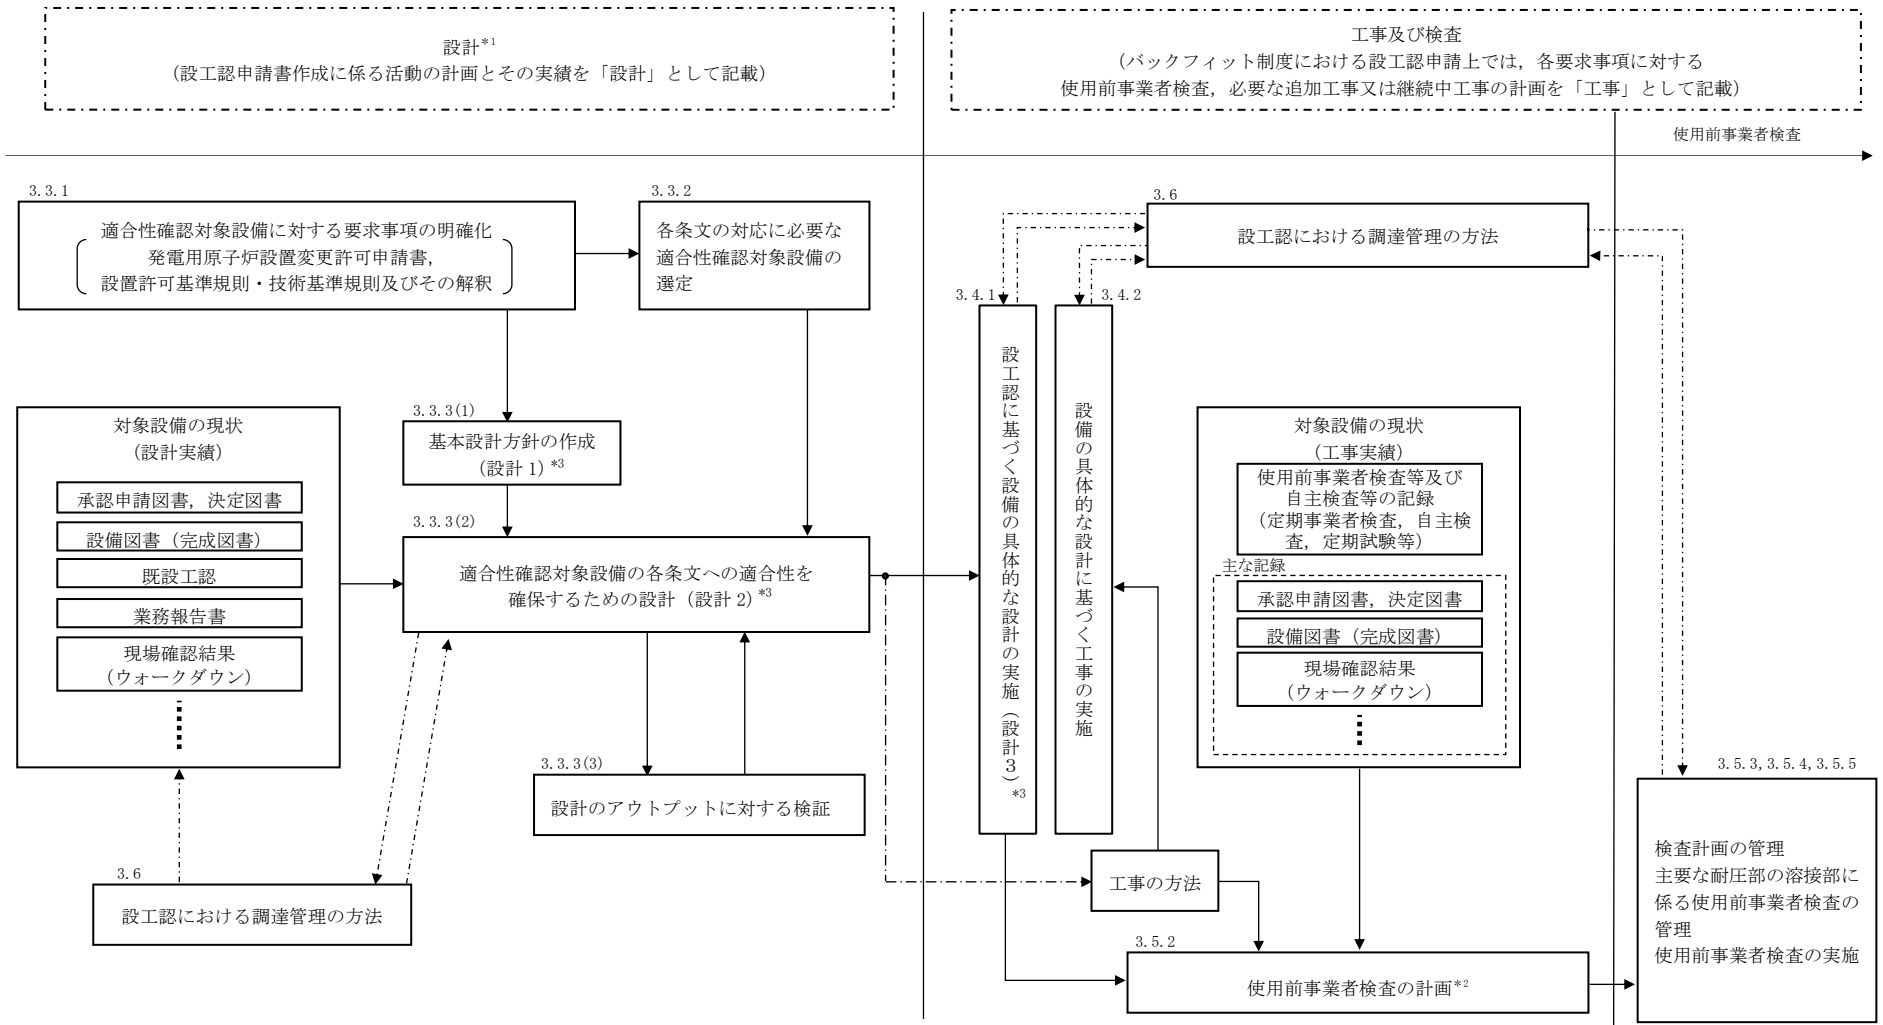 設計*1
(設工認申請書作成に係る活動の計画とその実績を「設計」として記載)
工事及び検査
(バックフィット制度における設工認申請上では，各要求事項に対する
使用前事業者検査，必要な追加工事又は継続中工事の計画を「工事」として記載)
使用前事業者検査
3.3.1
適合性確認対象設備に対する要求事項の明確化
発電用原子炉設置変更許可申請書，
設置許可基準規則・技術基準規則及びその解釈
3.3.2
各条文の対応に必要な
適合性確認対象設備の
選定
対象設備の現状
(設計実績)
承認申請図書，決定図書
設備図書（完成図書）
既設工認
業務報告書
現場確認結果
(ウォークダウン)
3.3.3(1)
基本設計方針の作成
(設計 1) *3
3.3.3(2)
適合性確認対象設備の各条文への適合性を
確保するための設計（設計 2) *3
3.3.3(3)
設計のアウトプットに対する検証
3.6
設工認における調達管理の方法
3.6
設工認における調達管理の方法
3.4.1
設工認に基づく設備の具体的な設計の実施（設計３）
*3
3.4.2
設備の具体的な設計に基づく工事の実施
対象設備の現状
(工事実績)
使用前事業者検査等及び
自主検査等の記録
(定期事業者検査，自主検
査，定期試験等)
主な記録
承認申請図書，決定図書
設備図書（完成図書）
現場確認結果
(ウォークダウン)
工事の方法
3.5.2
使用前事業者検査の計画*2
3.5.3,3.5.4,3.5.5
検査計画の管理
主要な耐圧部の溶接部に
係る使用前事業者検査の
管理
使用前事業者検査の実施